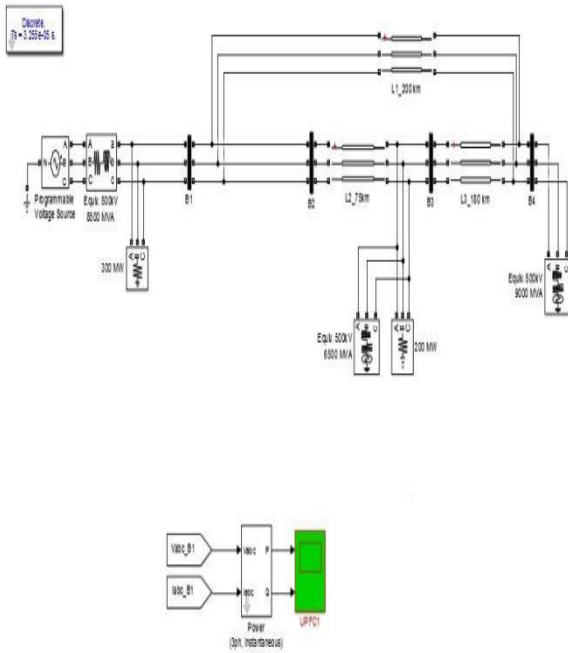 Discrete,
Ts = 3.255e-05 s.
L1_200km
A
B
C
N
A
B
C
a
b
c
Programmable
Voltage Source
Equiv. 500kV
8500 MVA
B1
B2
L2_75km
B3
L3_180 km
B4
A
B
C
300 MW
A
B
C
Equiv. 500kV
6500 MVA
A
B
C
200 MW
A
B
C
Equiv. 500kV
9000 MVA
Vabc_B1
Iabc_B1
Vabc
P
Iabc
Q
Power
(3ph, Instantaneous)
UPFC1